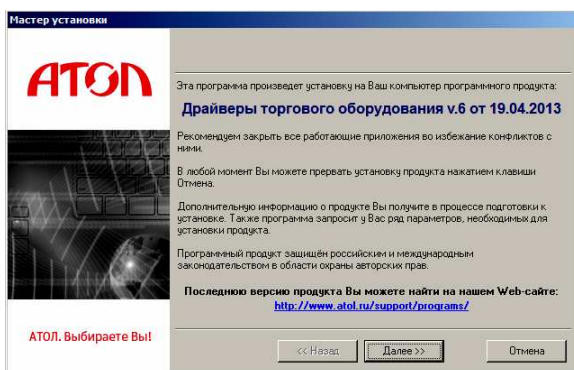 Мастер установки
АТОЛ
Эта программа произведет установку на Ваш компьютер программного продукта:
Драйверы торгового оборудования v.6 от 19.04.2013
Рекомендуем закрыть все работающие приложения во избежание конфликтов с
ними.
В любой момент Вы можете прервать установку продукта нажатием клавиши
Отмена.
Дополнительную информацию о продукте Вы получите в процессе подготовки к
установке. Также программа запросит у Вас ряд параметров, необходимых для
установки продукта.
Программный продукт защищён российским и международным
законодательством в области охраны авторских прав.
Последнюю версию продукта Вы можете найти на нашем Web-сайте:
http://www.atol.ru/support/programs/
АТОЛ. Выбираете Вы!
<< Назад
Далее >>
Отмена